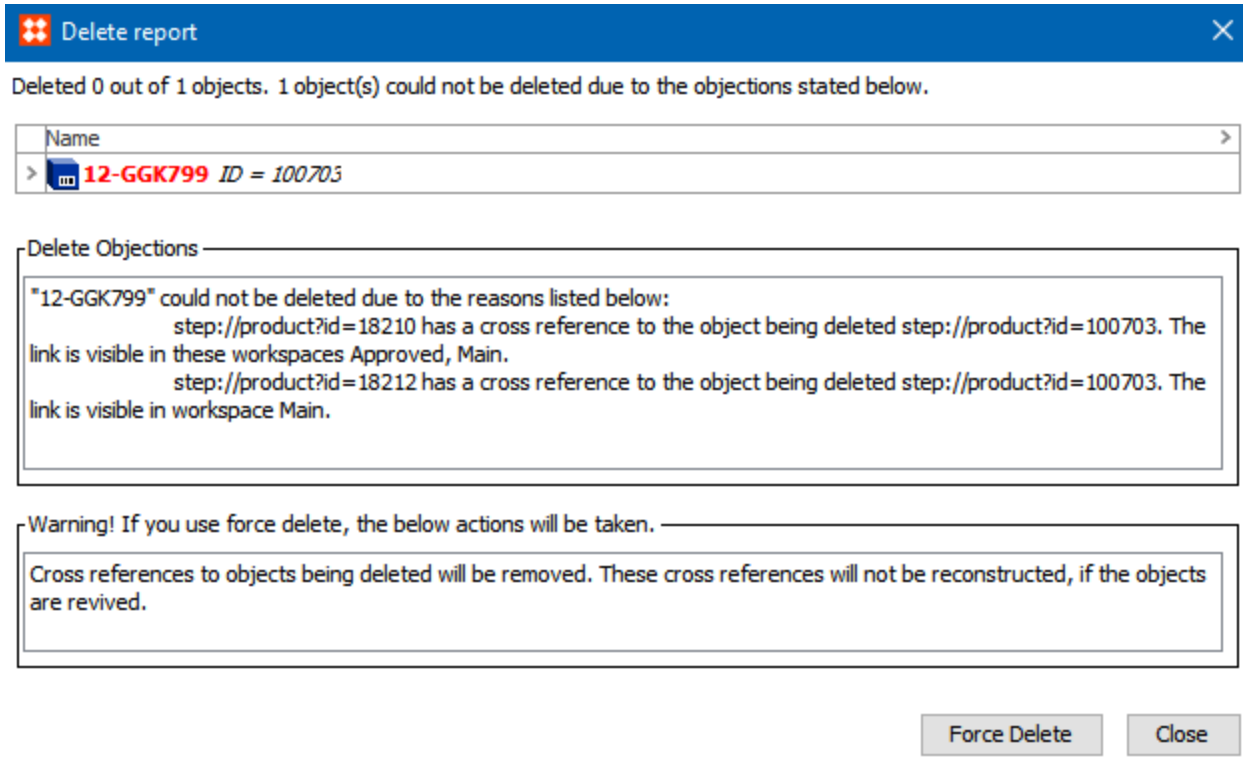 Delete report
Deleted 0 out of 1 objects. 1 object(s) could not be deleted due to the objections stated below.
Name
12-GGK799 ID = 100703
Delete Objections
"12-GGK799" could not be deleted due to the reasons listed below:
step://product?id=18210 has a cross reference to the object being deleted step://product?id=100703. The
link is visible in these workspaces Approved, Main.
step://product?id=18212 has a cross reference to the object being deleted step://product?id=100703. The
link is visible in workspace Main.
Warning! If you use force delete, the below actions will be taken.
Cross references to objects being deleted will be removed. These cross references will not be reconstructed, if the objects
are revived.
Force Delete Close